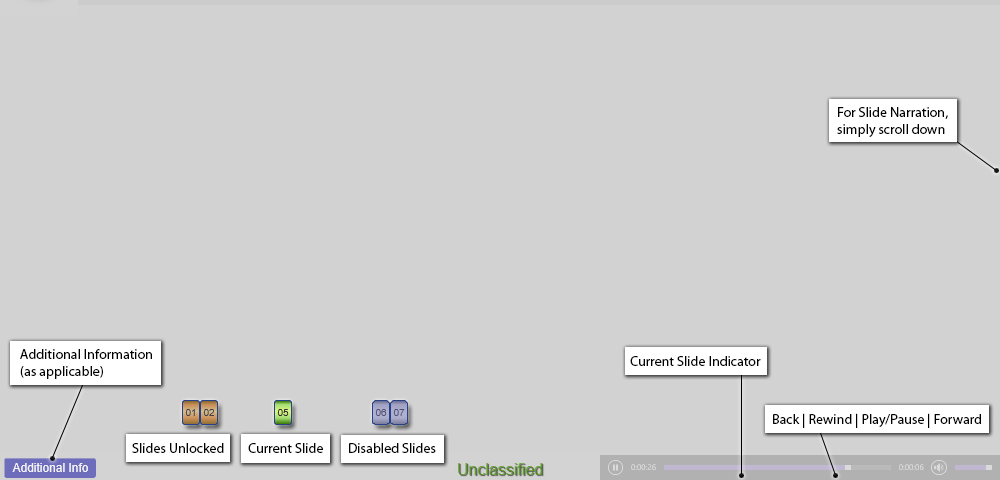 For Slide Narration,
simply scroll down
Additional Information
(as applicable)
Current Slide Indicator
01 02
05
06 07
Back | Rewind | Play/Pause | Forward
Slides Unlocked
Current Slide
Disabled Slides
Additional Info
Unclassified
0:00:26
0:00:06